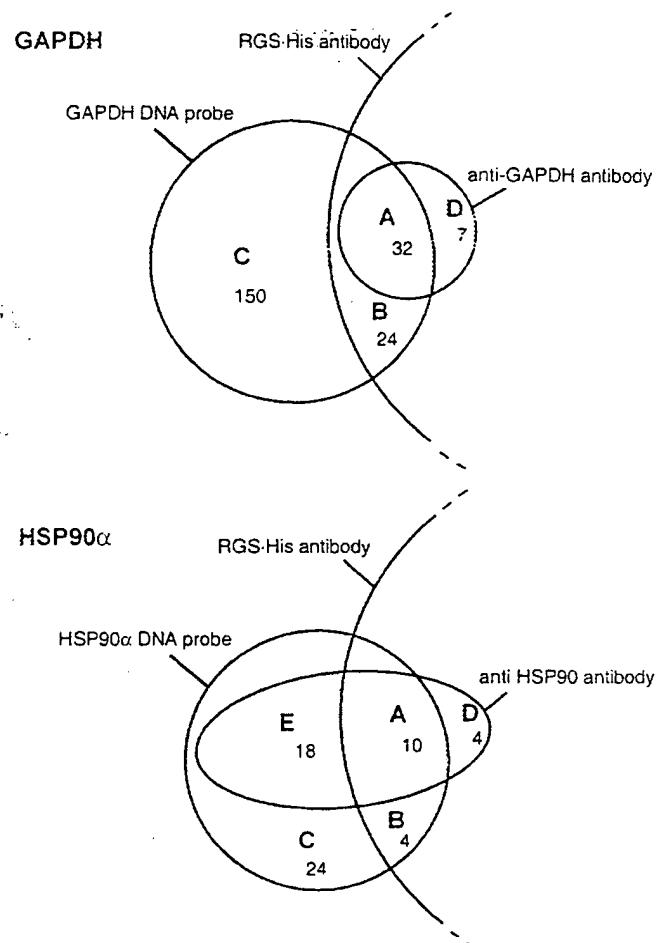 GAPDH
RGS·His antibody
GAPDH DNA probe
anti-GAPDH antibody
A
32
D
7
C
150
B
24
HSP90α
RGS·His antibody
HSP90α DNA probe
anti HSP90 antibody
E
18
A
10
D
4
C
24
B
4